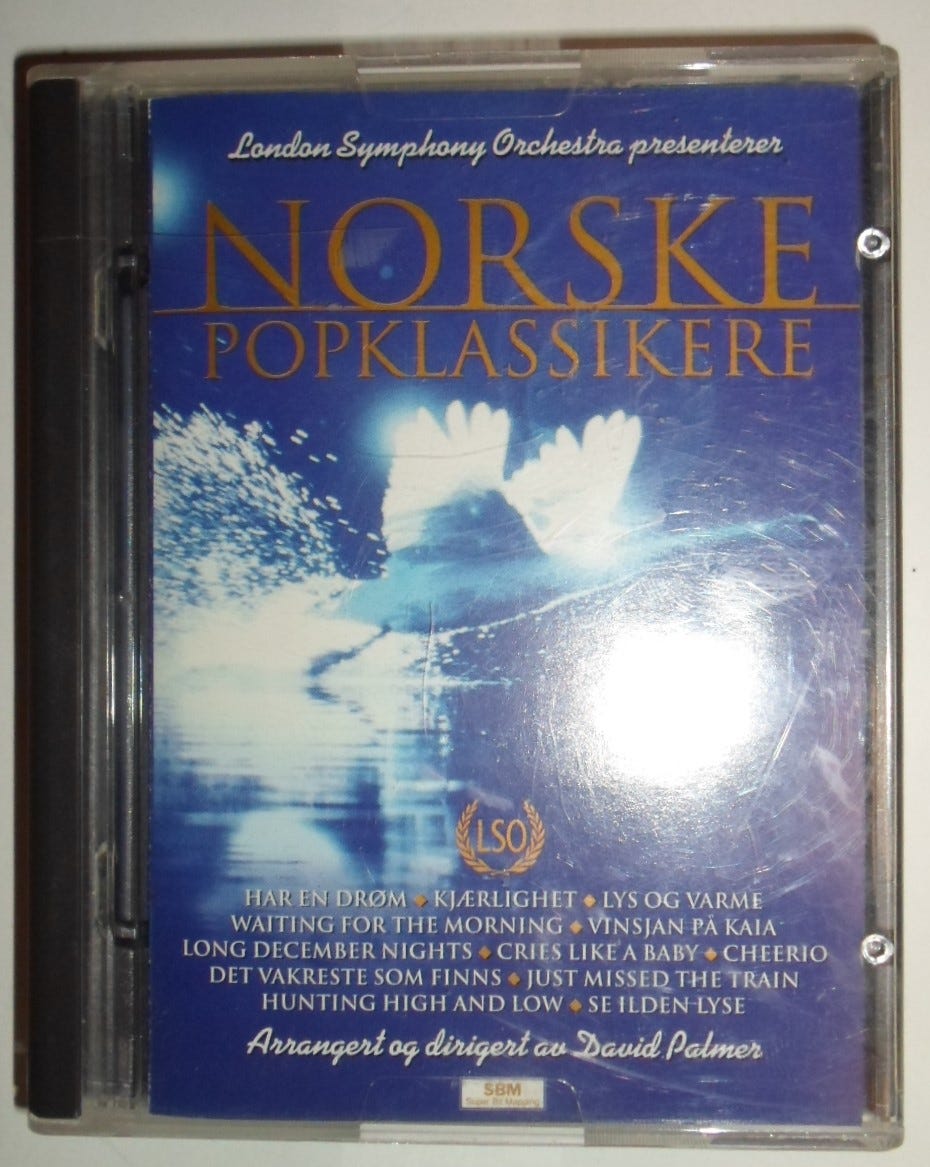 London Symphony Orchestra presenterer
NORSKE
POPKLASSIKERE
LSO
HAR EN DRØM ◆ KJÆRLIGHET ◆ LYS OG VARME
WAITING FOR THE MORNING ◆ VINSJAN PÅ KAIA
LONG DECEMBER NIGHTS ◆ CRIES LIKE A BABY ◆ CHEERIO
DET VAKRESTE SOM FINNS ◆ JUST MISSED THE TRAIN
HUNTING HIGH AND LOW ◆ SE ILDEN LYSE
Arrangert og dirigert av David Palmer
SBM
Super Bit Mapping